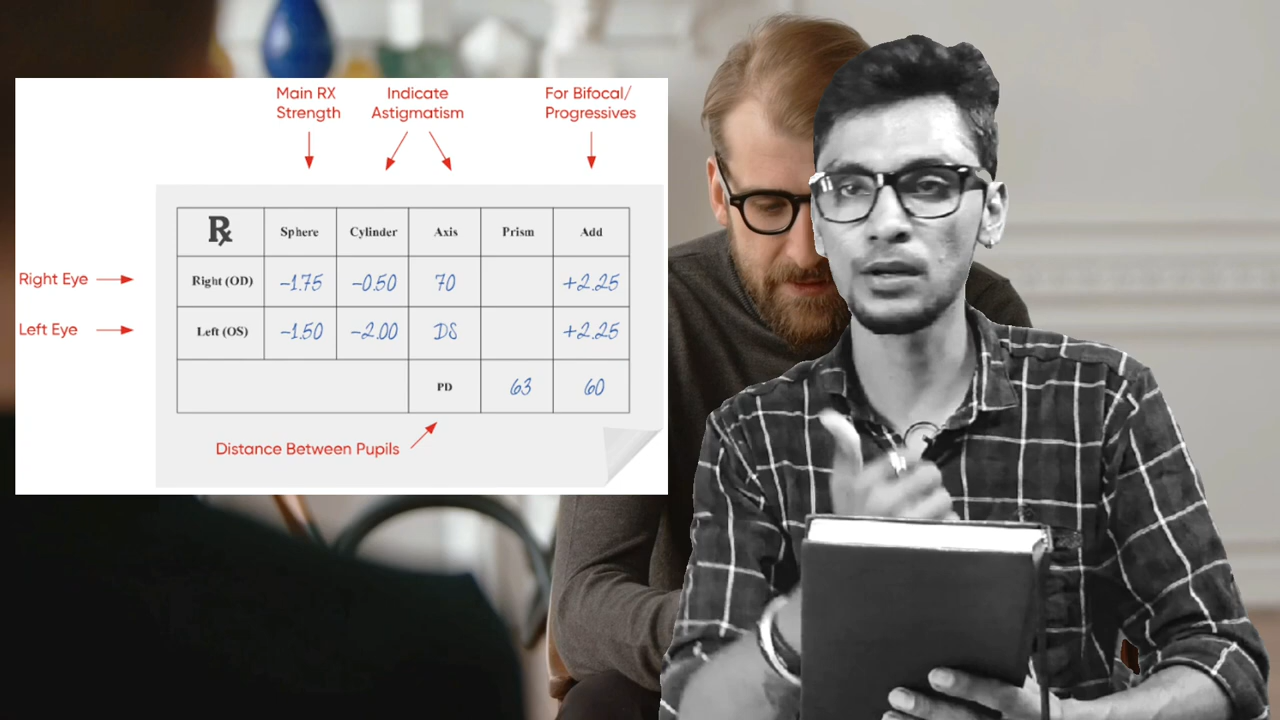 Main RX
Strength
Indicate
Astigmatism
For Bifocal/
Progressives
℞ Sphere Cylinder Axis Prism Add
Right Eye
Right (OD) -1.75 -0.50 70 +2.25
Left Eye
Left (OS) -1.50 -2.00 DS +2.25
PD 63 60
Distance Between Pupils